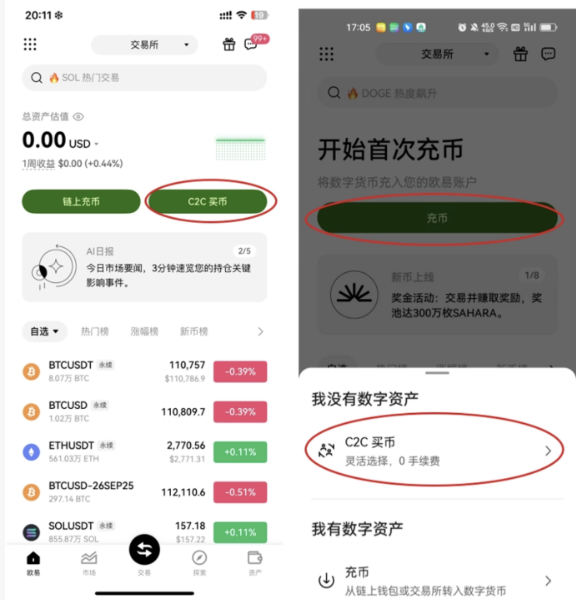 20:11
19
交易所
99+
SOL 热门交易
总资产估值
0.00 USD
1周收益 $0.00 (+0.44%)
链上充币
C2C 买币
AI日报
2/5
今日市场要闻，3分钟速览您的持仓关键
影响事件。
自选
热门榜
涨幅榜
新币榜
BTCUSDT 永续
110,757
-0.39%
8.07万 BTC
$110,786.9
BTCUSD 永续
110,809.7
-0.39%
1.02万 BTC
ETHUSDT 永续
2,770.56
+0.11%
561.03万 ETH
$2,771.31
BTCUSD-26SEP25
112,110.6
-0.51%
297.14 BTC
SOLUSDT 永续
157.18
+0.11%
855.87万 SOL
$157.22
欧易
市场
交易
探索
资产
17:05
交易所
DOGE 热度飙升
开始首次充币
将数字货币充入您的欧易账户
充币
新币上线
1/8
奖金活动：交易并赚取奖励，奖
池达300万枚SAHARA。
我没有数字资产
C2C 买币
灵活选择，0 手续费
我有数字资产
充币
从链上钱包或交易所转入数字货币